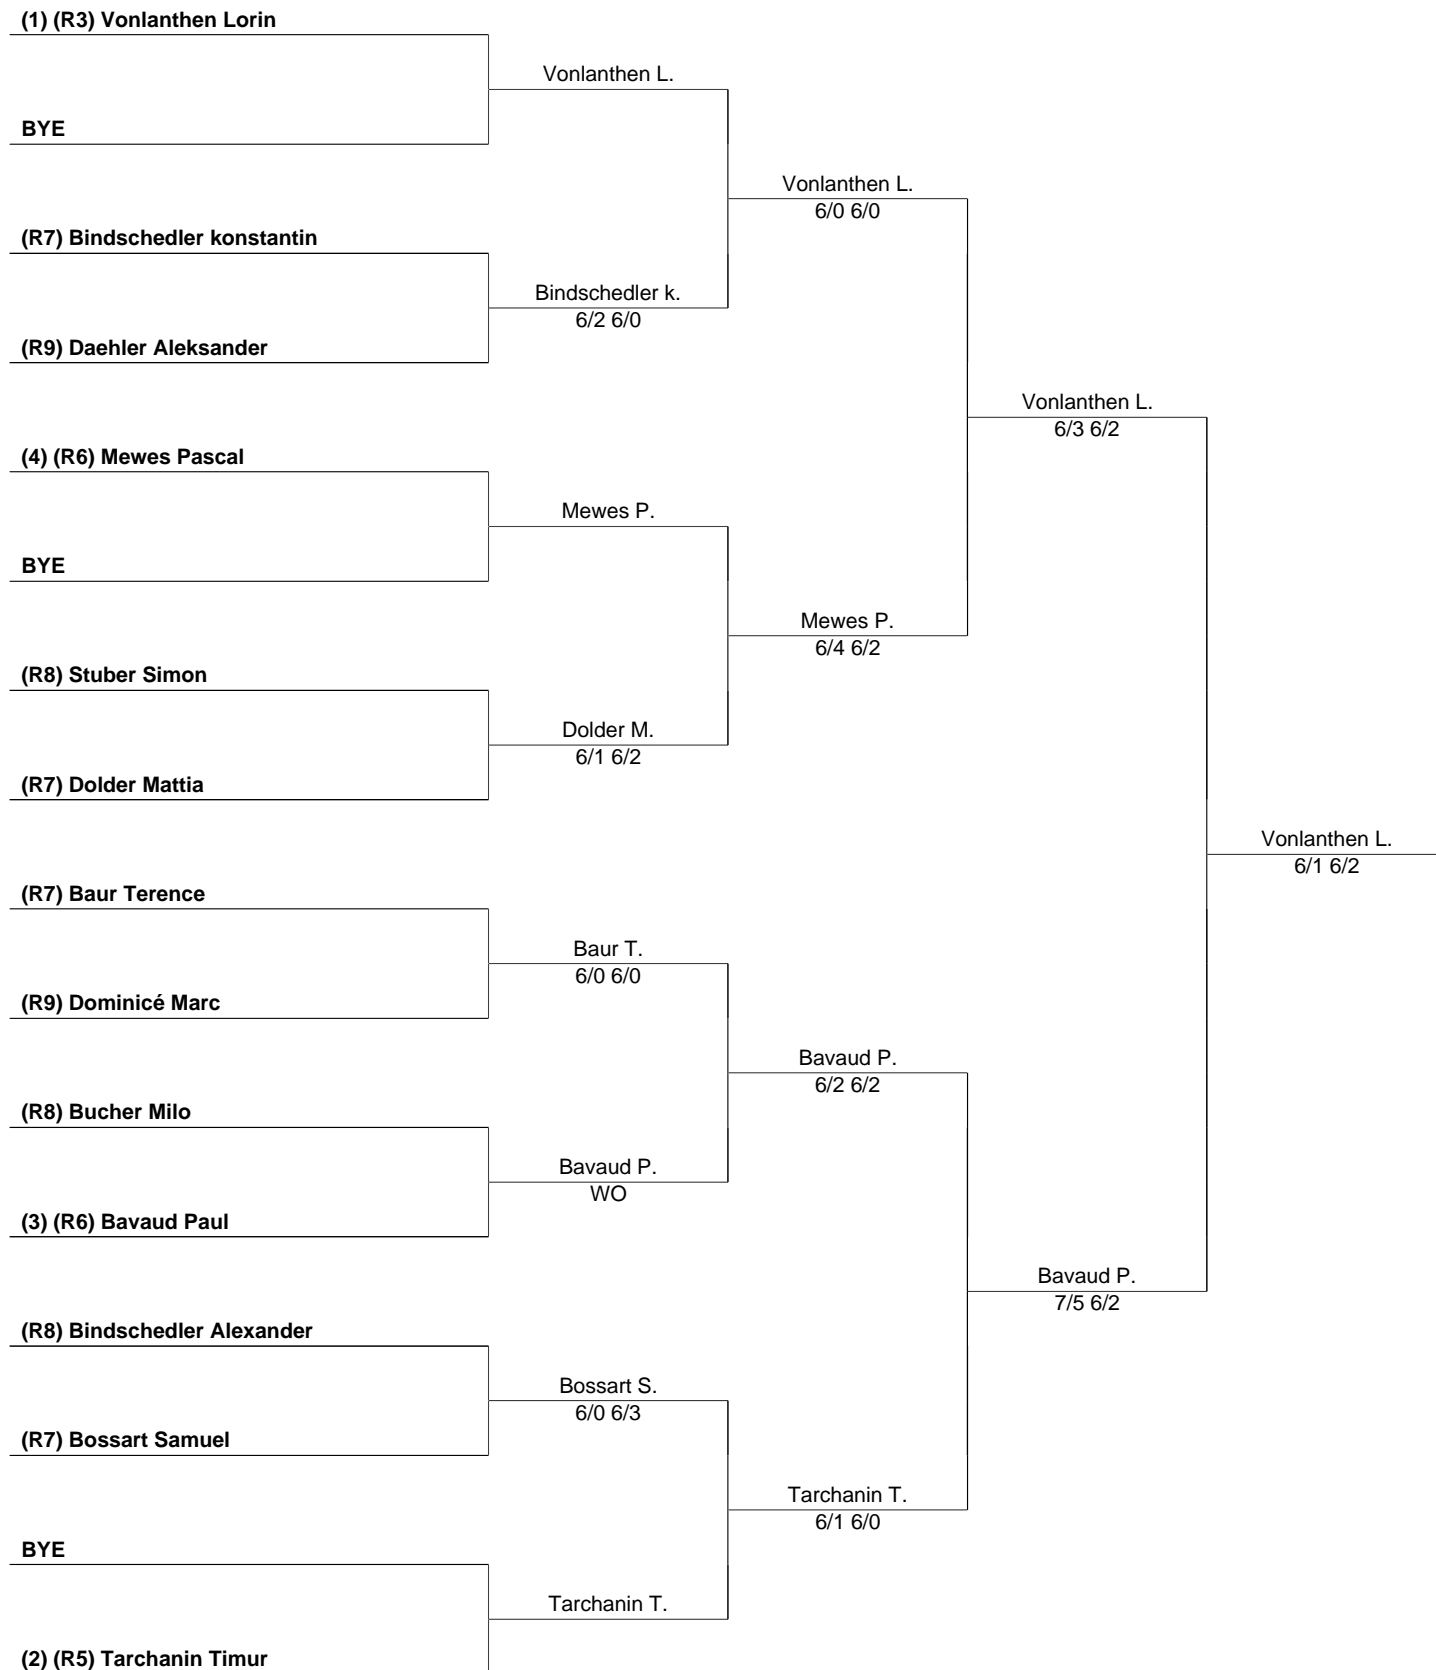 (1) (R3) Vonlanthen Lorin
Vonlanthen L.
BYE
Vonlanthen L.
6/0 6/0
(R7) Bindschedler konstantin
Bindschedler k.
6/2 6/0
(R9) Daehler Aleksander
Vonlanthen L.
6/3 6/2
(4) (R6) Mewes Pascal
Mewes P.
BYE
Mewes P.
6/4 6/2
(R8) Stuber Simon
Dolder M.
6/1 6/2
(R7) Dolder Mattia
Vonlanthen L.
6/1 6/2
(R7) Baur Terence
Baur T.
6/0 6/0
(R9) Dominicé Marc
Bavaud P.
6/2 6/2
(R8) Bucher Milo
Bavaud P.
WO
(3) (R6) Bavaud Paul
Bavaud P.
7/5 6/2
(R8) Bindschedler Alexander
Bossart S.
6/0 6/3
(R7) Bossart Samuel
Tarchanin T.
6/1 6/0
BYE
Tarchanin T.
(2) (R5) Tarchanin Timur